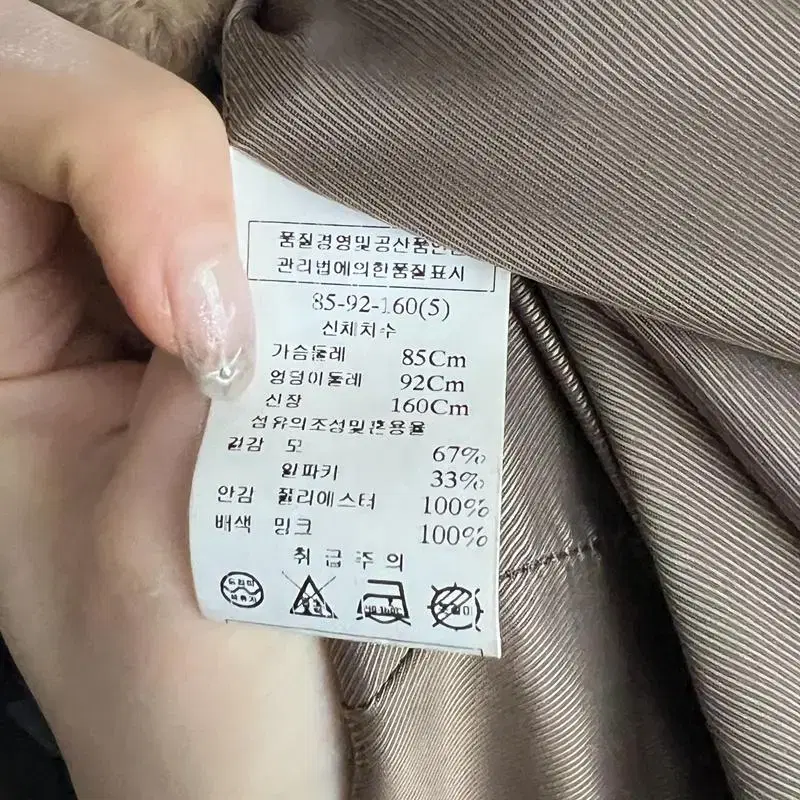 품질경영및공산품안전
관리법에의한품질표시
85-92-160(5)
신체치수
가슴둘레 85Cm
엉덩이둘레 92Cm
신장 160Cm
섬유의조성및혼용율
겉감 모 67%
알파카 33%
안감 폴리에스터 100%
배색 밍크 100%
취급주의
드라이